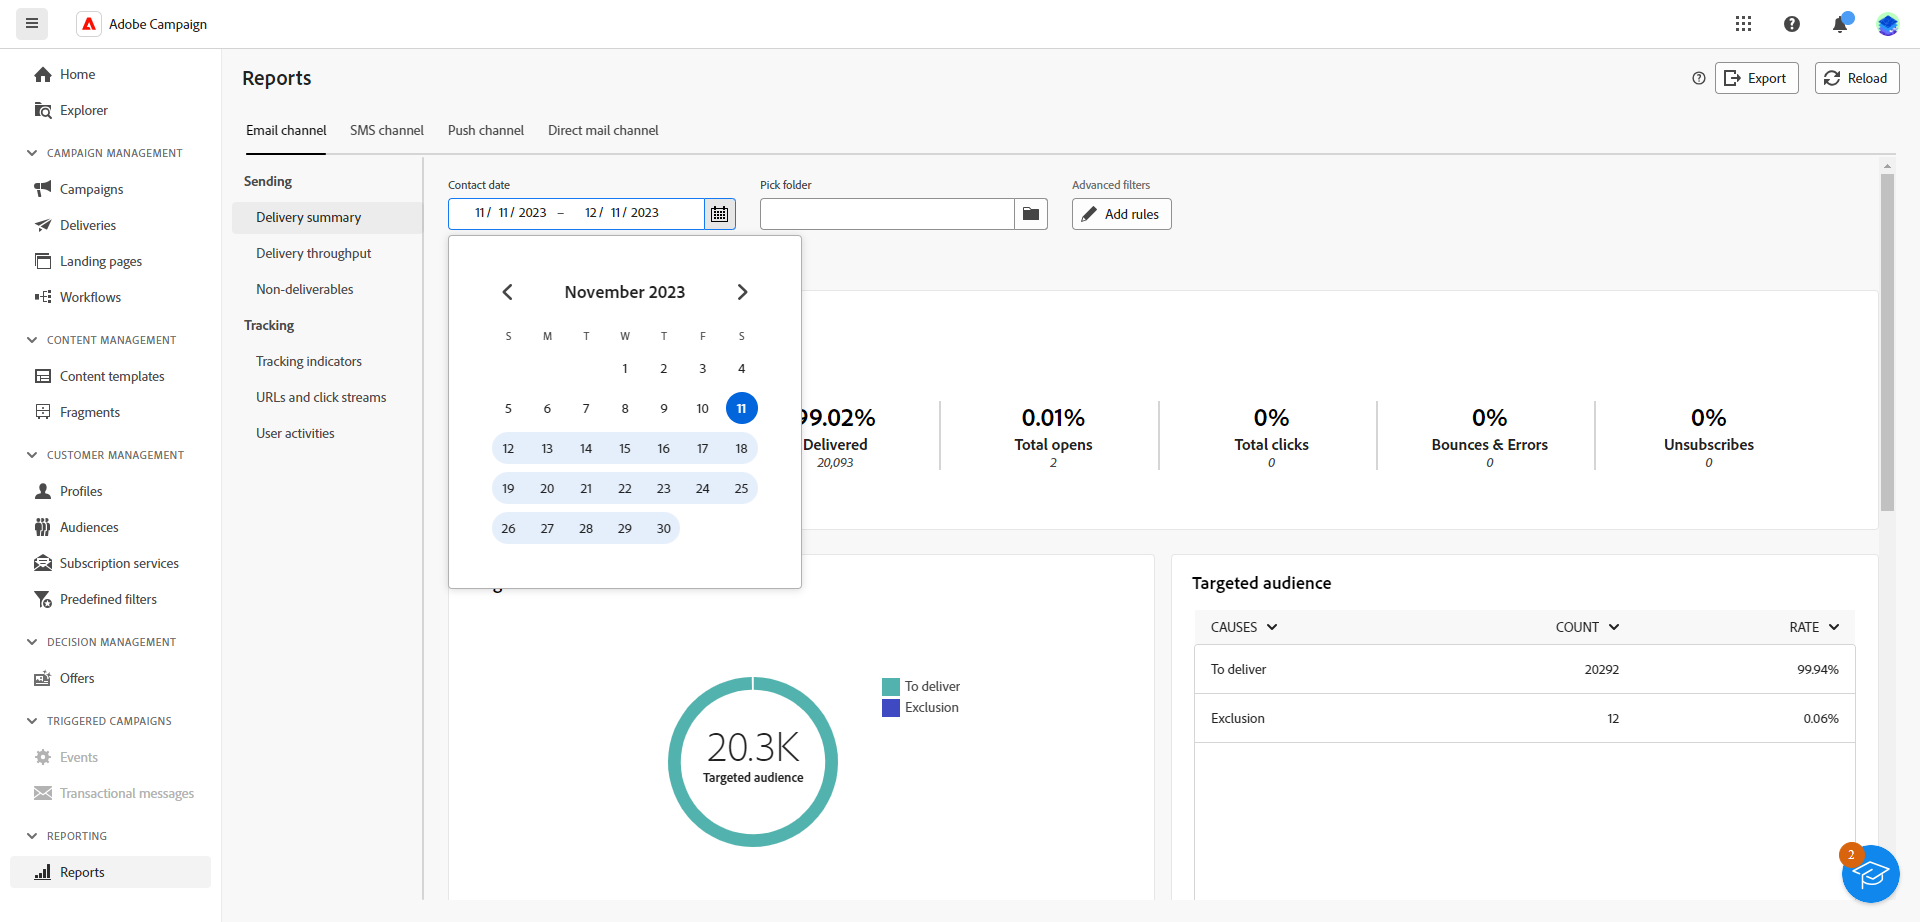 Adobe Campaign
Home
Explorer
CAMPAIGN MANAGEMENT
Campaigns
Deliveries
Landing pages
Workflows
CONTENT MANAGEMENT
Content templates
Fragments
CUSTOMER MANAGEMENT
Profiles
Audiences
Subscription services
Predefined filters
DECISION MANAGEMENT
Offers
TRIGGERED CAMPAIGNS
Events
Transactional messages
REPORTING
Reports
Reports
Export
Reload
Email channel SMS channel Push channel Direct mail channel
Sending
Delivery summary
Delivery throughput
Non-deliverables
Tracking
Tracking indicators
URLs and click streams
User activities
Contact date
11/ 11/ 2023 – 12/ 11/ 2023
Pick folder
Advanced filters
Add rules
November 2023
S M T W T F S
1 2 3 4
5 6 7 8 9 10 11
12 13 14 15 16 17 18
19 20 21 22 23 24 25
26 27 28 29 30
99.02%
Delivered
20,093
0.01%
Total opens
2
0%
Total clicks
0
0%
Bounces & Errors
0
0%
Unsubscribes
0
20.3K
Targeted audience
To deliver
Exclusion
Targeted audience
CAUSES COUNT RATE
To deliver 20292 99.94%
Exclusion 12 0.06%
2